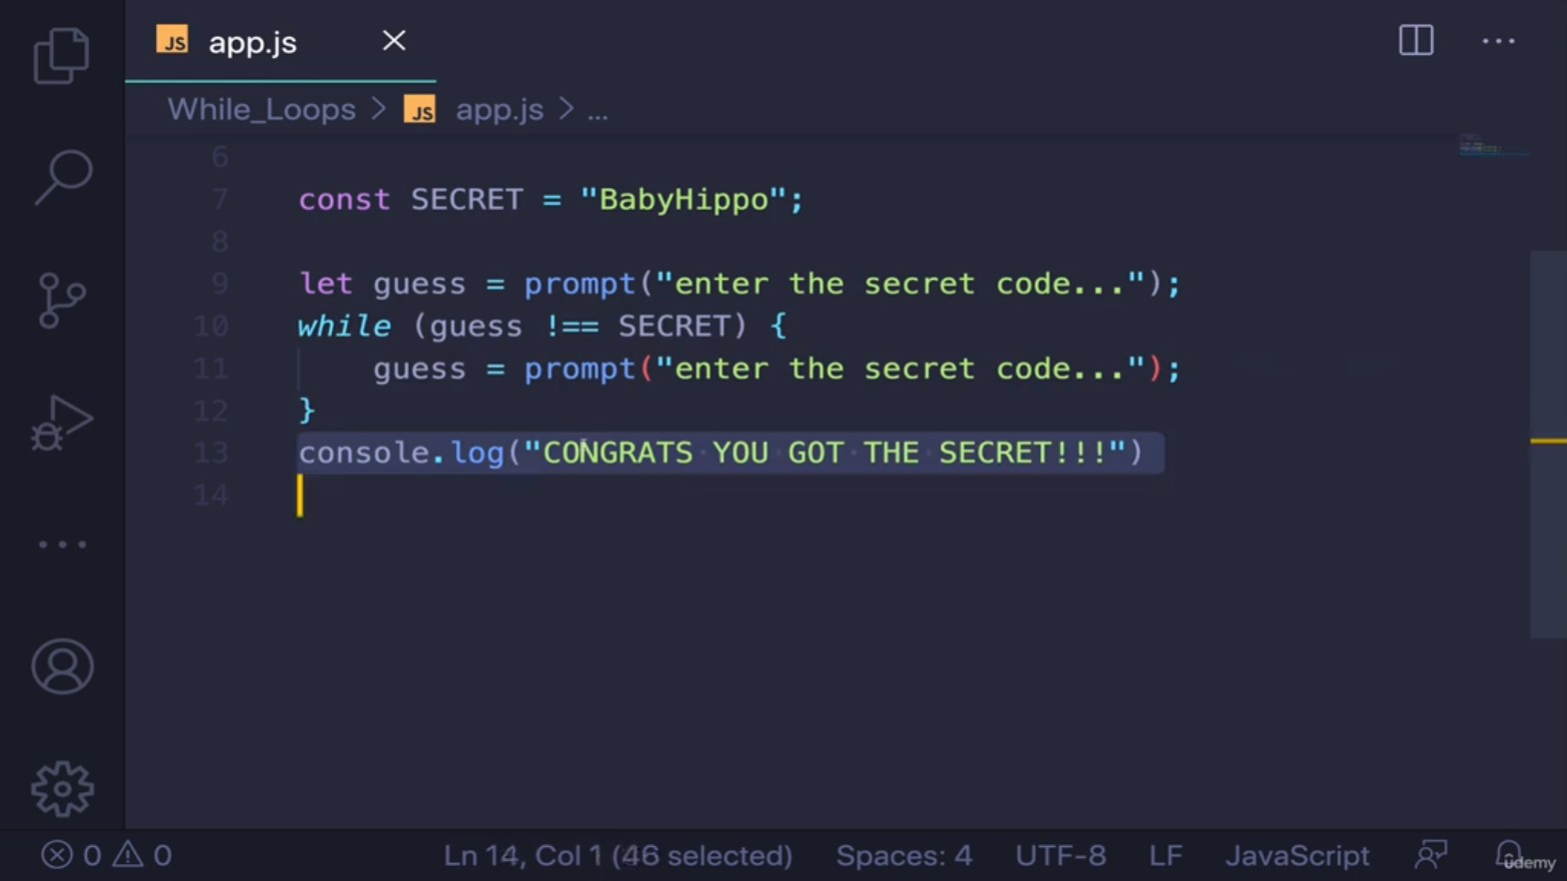 JS app.js
While_Loops > JS app.js > ...
6
7 const SECRET = "BabyHippo";
8
9 let guess = prompt("enter the secret code...");
10 while (guess !== SECRET) {
11 guess = prompt("enter the secret code...");
12 }
13 console.log("CONGRATS YOU GOT THE SECRET!!!")
14
0 0 Ln 14, Col 1 (46 selected) Spaces: 4 UTF-8 LF JavaScript
udemy